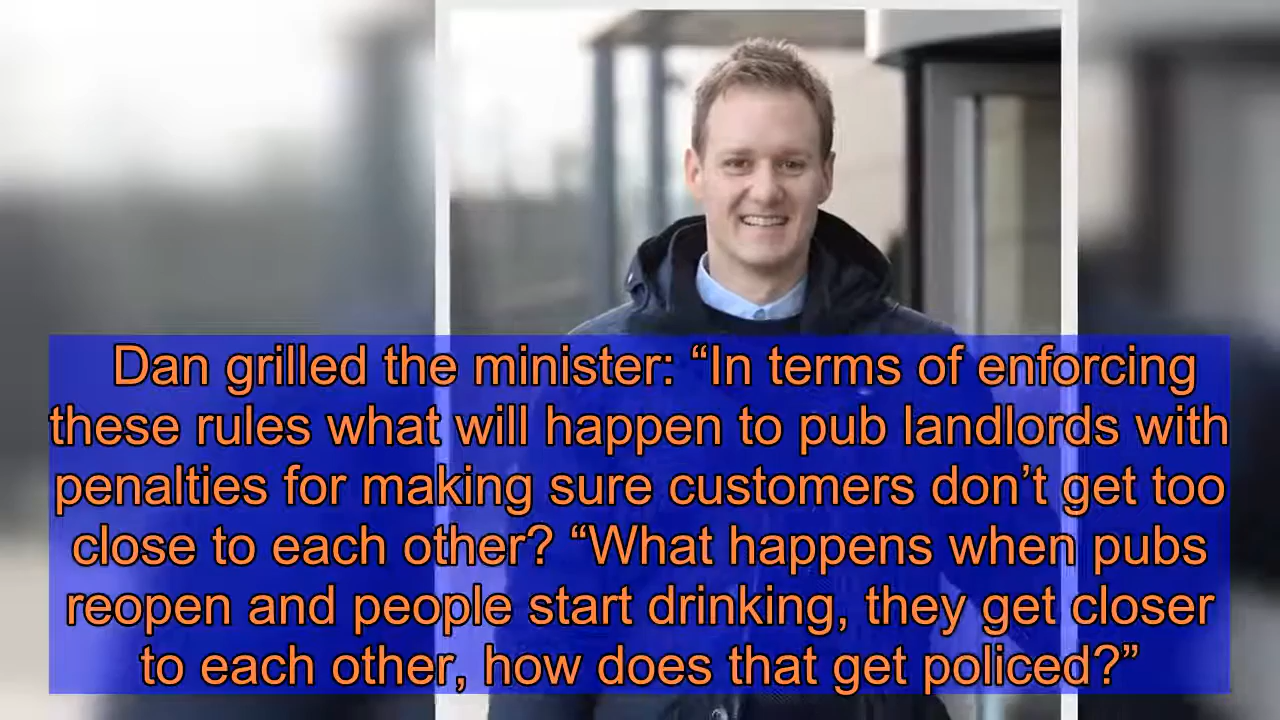 Dan grilled the minister: “In terms of enforcing
these rules what will happen to pub landlords with
penalties for making sure customers don’t get too
close to each other? “What happens when pubs
reopen and people start drinking, they get closer
to each other, how does that get policed?”